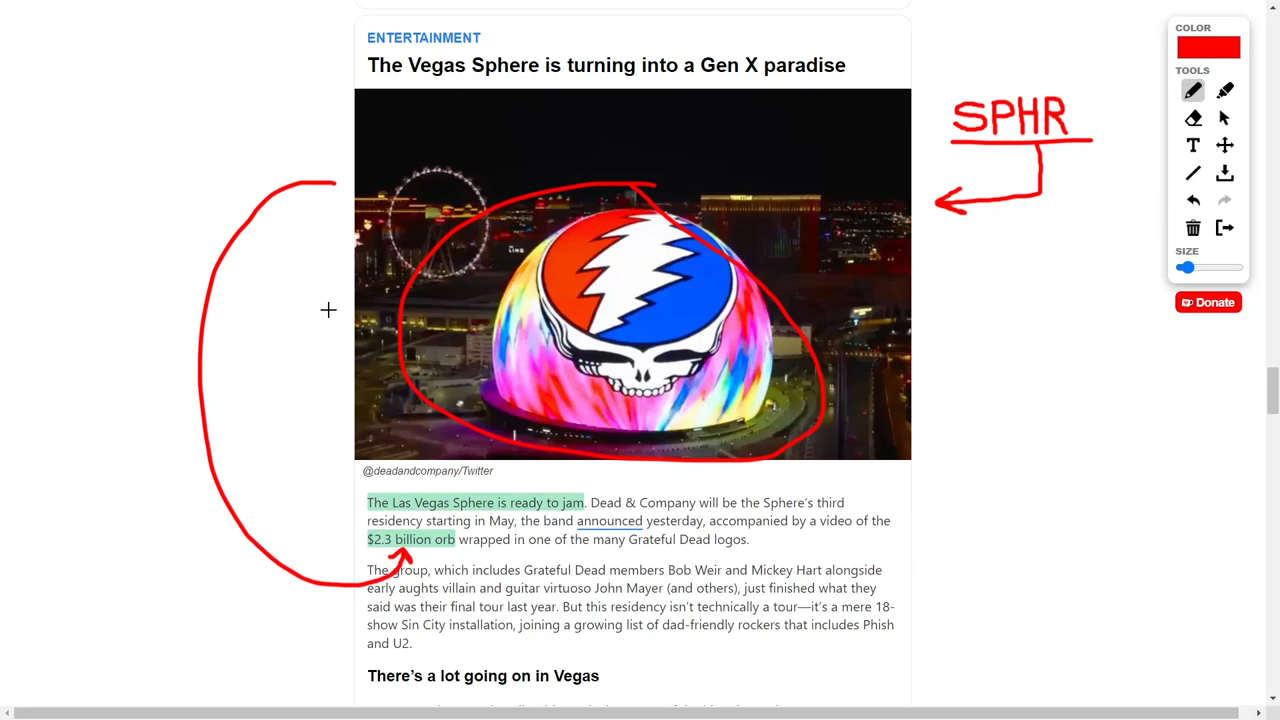 ENTERTAINMENT
The Vegas Sphere is turning into a Gen X paradise
SPHR
@deadandcompany/Twitter
The Las Vegas Sphere is ready to jam. Dead & Company will be the Sphere's third
residency starting in May, the band announced yesterday, accompanied by a video of the
$2.3 billion orb wrapped in one of the many Grateful Dead logos.
The group, which includes Grateful Dead members Bob Weir and Mickey Hart alongside
early aughts villain and guitar virtuoso John Mayer (and others), just finished what they
said was their final tour last year. But this residency isn't technically a tour—it's a mere 18-
show Sin City installation, joining a growing list of dad-friendly rockers that includes Phish
and U2.
There's a lot going on in Vegas
COLOR
TOOLS
T
SIZE
Donate